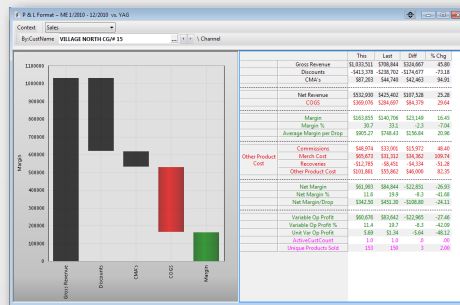 P & L Format -- ME 1/2010 - 12/2010 vs. YAG
Context Sales
By:CostName VILLAGE NORTH CG/# 15 ... \ Channel
This Last Diff % Chg
Gross Revenue $1,033,511 $708,844 $324,667 45.80
Discounts -$413,378 -$238,702 -$174,677 -73.18
CMA's $87,203 $44,740 $42,463 94.91
Net Revenue $532,930 $425,402 $107,528 25.28
COGS $369,076 $284,697 $84,379 29.64
Margin $163,855 $140,706 $23,149 16.45
Margin % 30.7 33.1 -2.3 -7.04
Average Margin per Drop $905.27 $748.43 $156.84 20.96
Other Product Cost
Commissions $48,974 $33,001 $15,972 48.40
Merch Cost $65,673 $31,312 $34,362 109.74
Recoveries -$12,785 -$8,451 -$4,334 -51.28
Other Product Cost $101,861 $55,862 $46,000 82.35
Net Margin $61,993 $84,844 -$22,851 -26.93
Net Margin % 11.6 19.9 -8.3 -41.68
Net Margin/Drop $342.50 $451.30 -$108.80 -24.11
Variable Op Profit $60,676 $83,642 -$22,965 -27.46
Variable Op Profit % 11.4 19.7 -8.3 -42.09
Unit Var Op Profit $.69 $1.34 -$.64 -48.12
ActiveCustCount 1.0 1.0 .0 .00
Unique Products Sold 153 150 3 2.00
Margin
1100000
1000000
900000
800000
700000
600000
500000
400000
300000
200000
100000
0
Gross Revenue
Discounts
CMA's
COGS
Margin